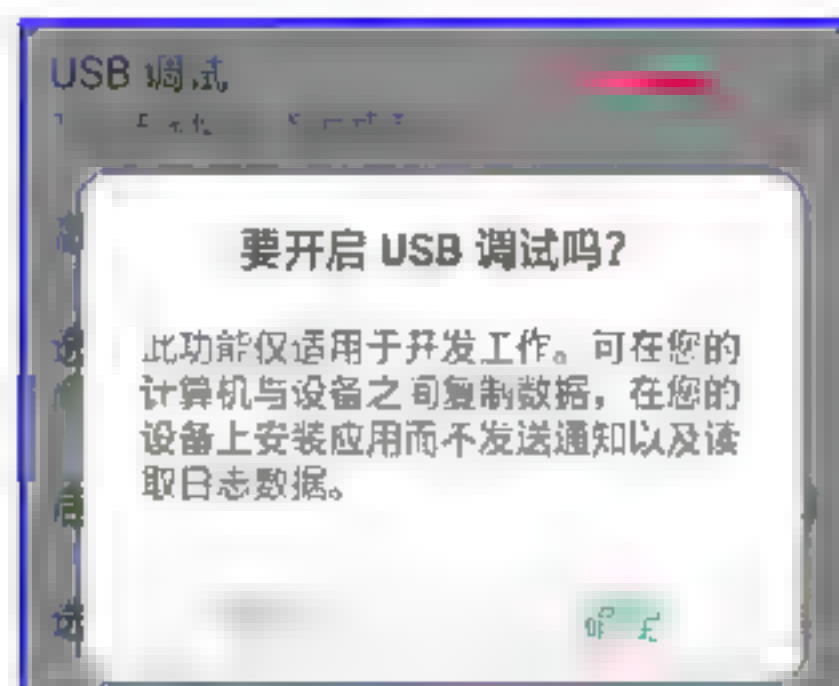 USB 调试
要开启 USB 调试吗？
此功能仅适用于开发工作。可在您的
计算机与设备之间复制数据，在您的
设备上安装应用而不发送通知以及读
取日志数据。